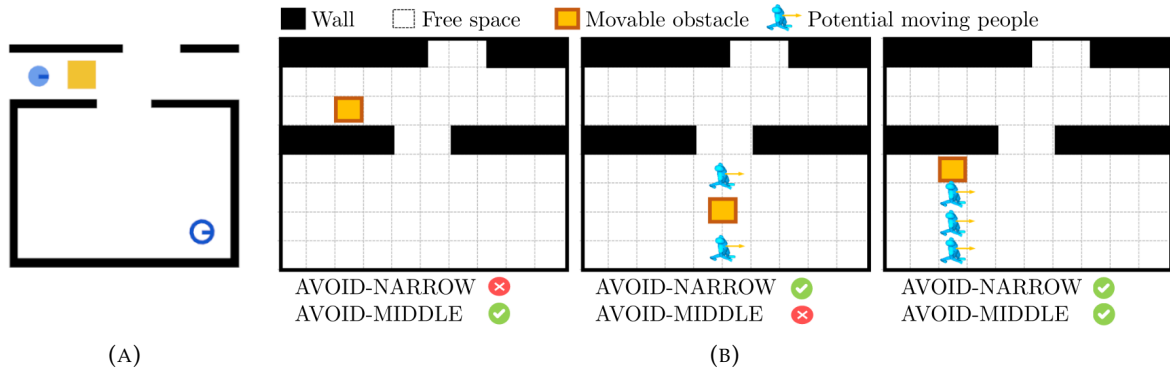 Wall Free space Movable obstacle Potential moving people
AVOID-NARROW AVOID-NARROW AVOID-NARROW
AVOID-MIDDLE AVOID-MIDDLE AVOID-MIDDLE
(A) (B)